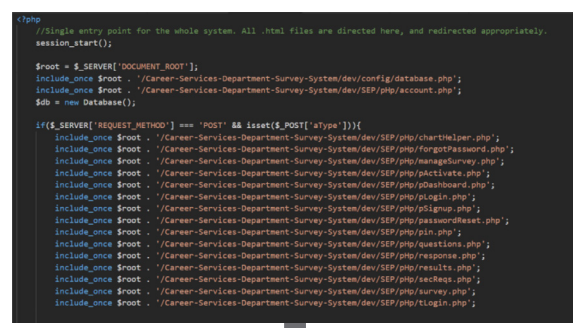 <?php
//Single entry point for the whole system. All .html files are directed here, and redirected appropriately.
session_start();
$root = $_SERVER['DOCUMENT_ROOT'];
include_once $root . '/Career-Services-Department-Survey-System/dev/config/database.php';
include_once $root . '/Career-Services-Department-Survey-System/dev/SEP/pHp/account.php';
$db = new Database();
if($_SERVER['REQUEST_METHOD'] === 'POST' && isset($_POST['aType'])){
include_once $root . '/Career-Services-Department-Survey-System/dev/SEP/pHp/chartHelper.php';
include_once $root . '/Career-Services-Department-Survey-System/dev/SEP/pHp/forgotPassword.php';
include_once $root . '/Career-Services-Department-Survey-System/dev/SEP/pHp/manageSurvey.php';
include_once $root . '/Career-Services-Department-Survey-System/dev/SEP/pHp/pActivate.php';
include_once $root . '/Career-Services-Department-Survey-System/dev/SEP/pHp/pDashboard.php';
include_once $root . '/Career-Services-Department-Survey-System/dev/SEP/pHp/pLogin.php';
include_once $root . '/Career-Services-Department-Survey-System/dev/SEP/pHp/pSignup.php';
include_once $root . '/Career-Services-Department-Survey-System/dev/SEP/pHp/passwordReset.php';
include_once $root . '/Career-Services-Department-Survey-System/dev/SEP/pHp/pin.php';
include_once $root . '/Career-Services-Department-Survey-System/dev/SEP/pHp/questions.php';
include_once $root . '/Career-Services-Department-Survey-System/dev/SEP/pHp/response.php';
include_once $root . '/Career-Services-Department-Survey-System/dev/SEP/pHp/results.php';
include_once $root . '/Career-Services-Department-Survey-System/dev/SEP/pHp/secReqs.php';
include_once $root . '/Career-Services-Department-Survey-System/dev/SEP/pHp/survey.php';
include_once $root . '/Career-Services-Department-Survey-System/dev/SEP/pHp/tLogin.php';